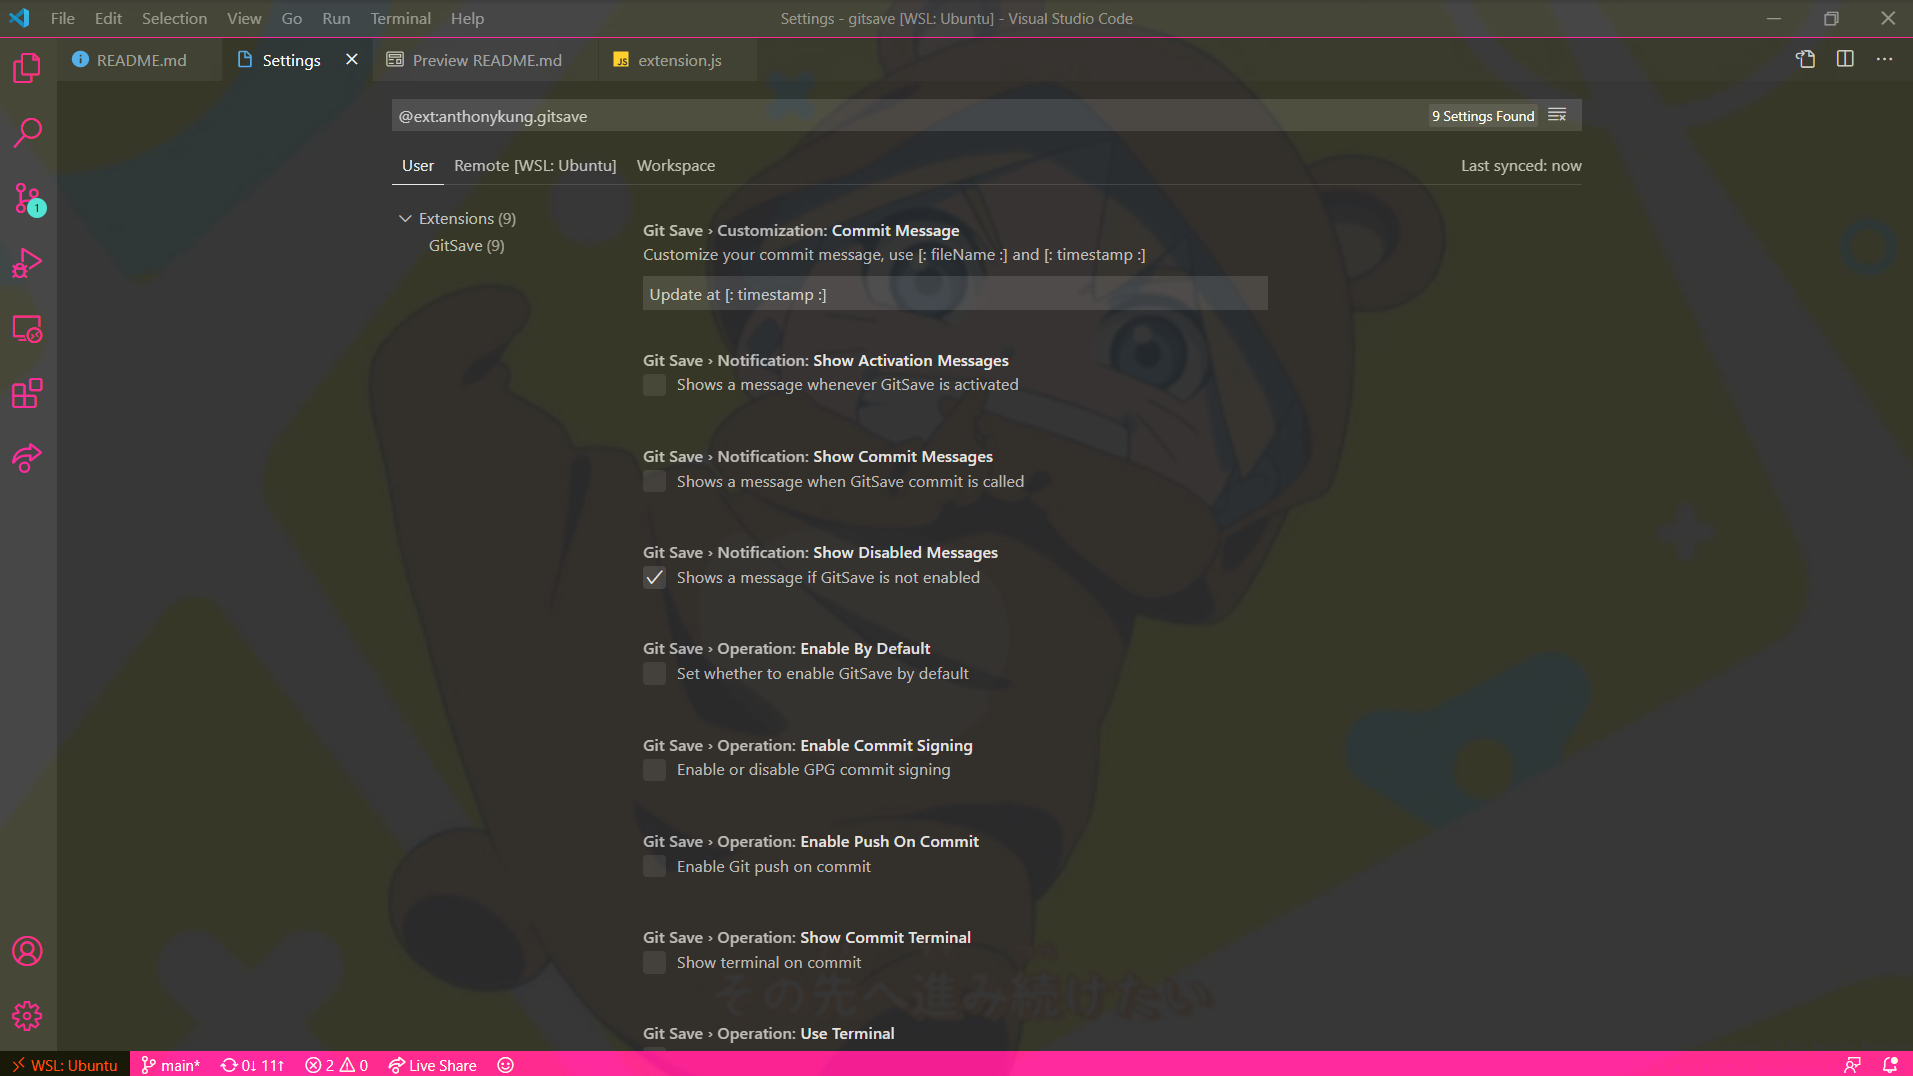 File Edit Selection View Go Run Terminal Help
Settings - gitsave [WSL: Ubuntu] - Visual Studio Code
README.md
Settings
Preview README.md
JS extension.js
@ext:anthonykung.gitsave
9 Settings Found
User Remote [WSL: Ubuntu] Workspace
Last synced: now
Extensions (9)
GitSave (9)
Git Save › Customization: Commit Message
Customize your commit message, use [: fileName :] and [: timestamp :]
Update at [: timestamp :]
Git Save › Notification: Show Activation Messages
Shows a message whenever GitSave is activated
Git Save › Notification: Show Commit Messages
Shows a message when GitSave commit is called
Git Save › Notification: Show Disabled Messages
Shows a message if GitSave is not enabled
Git Save › Operation: Enable By Default
Set whether to enable GitSave by default
Git Save › Operation: Enable Commit Signing
Enable or disable GPG commit signing
Git Save › Operation: Enable Push On Commit
Enable Git push on commit
Git Save › Operation: Show Commit Terminal
Show terminal on commit
その先へ進み続けたい
Git Save › Operation: Use Terminal
1
WSL: Ubuntu main* 0↓ 11↑ 2 0 Live Share